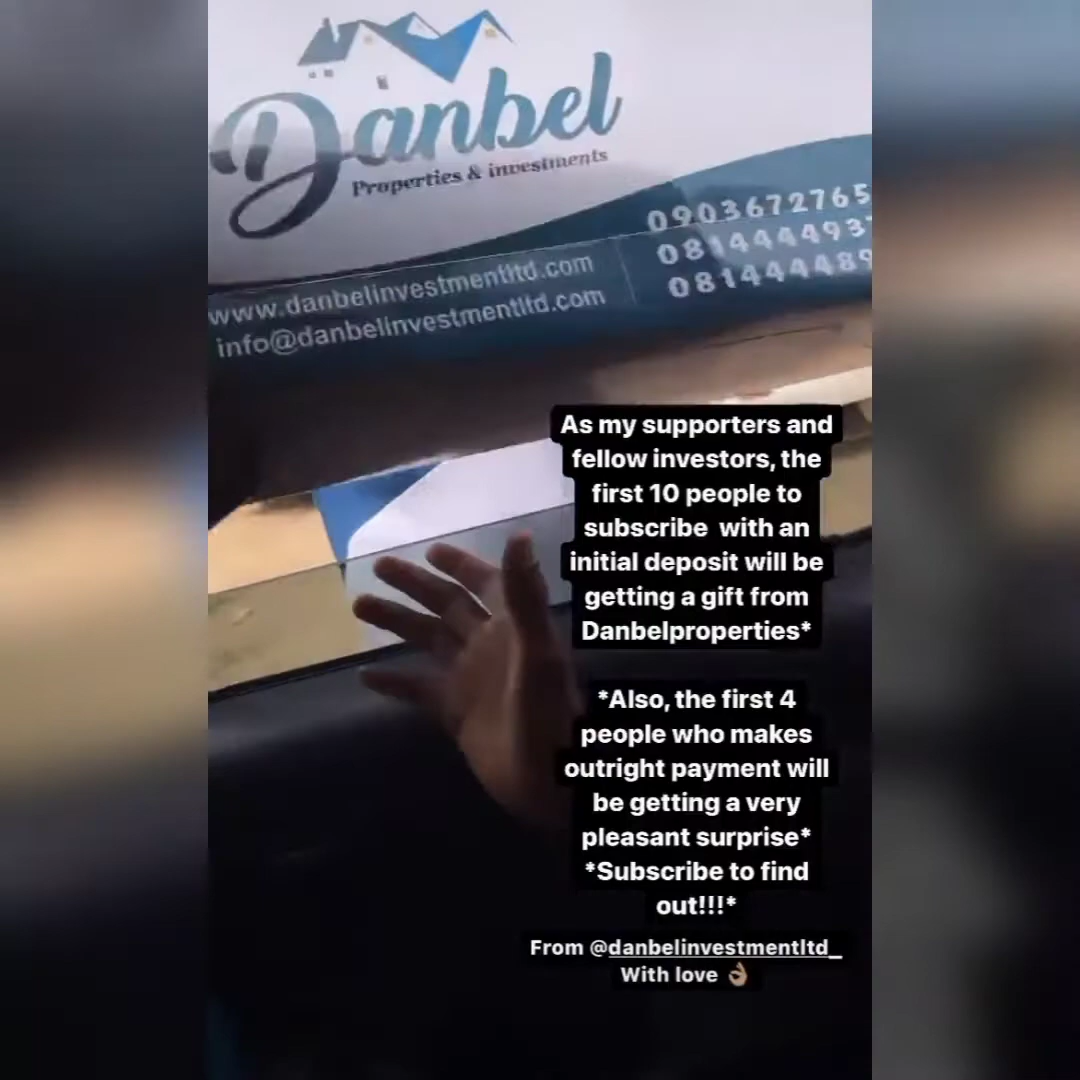 Danbel
Properties & investments
0903672765
081444493
www.danbelinvestmentltd.com
081444489
info@danbelinvestmentltd.com
As my supporters and
fellow investors, the
first 10 people to
subscribe with an
initial deposit will be
getting a gift from
Danbelproperties*
*Also, the first 4
people who makes
outright payment will
be getting a very
pleasant surprise*
*Subscribe to find
out!!!*
From @danbelinvestmentltd_
With love 👌🏽